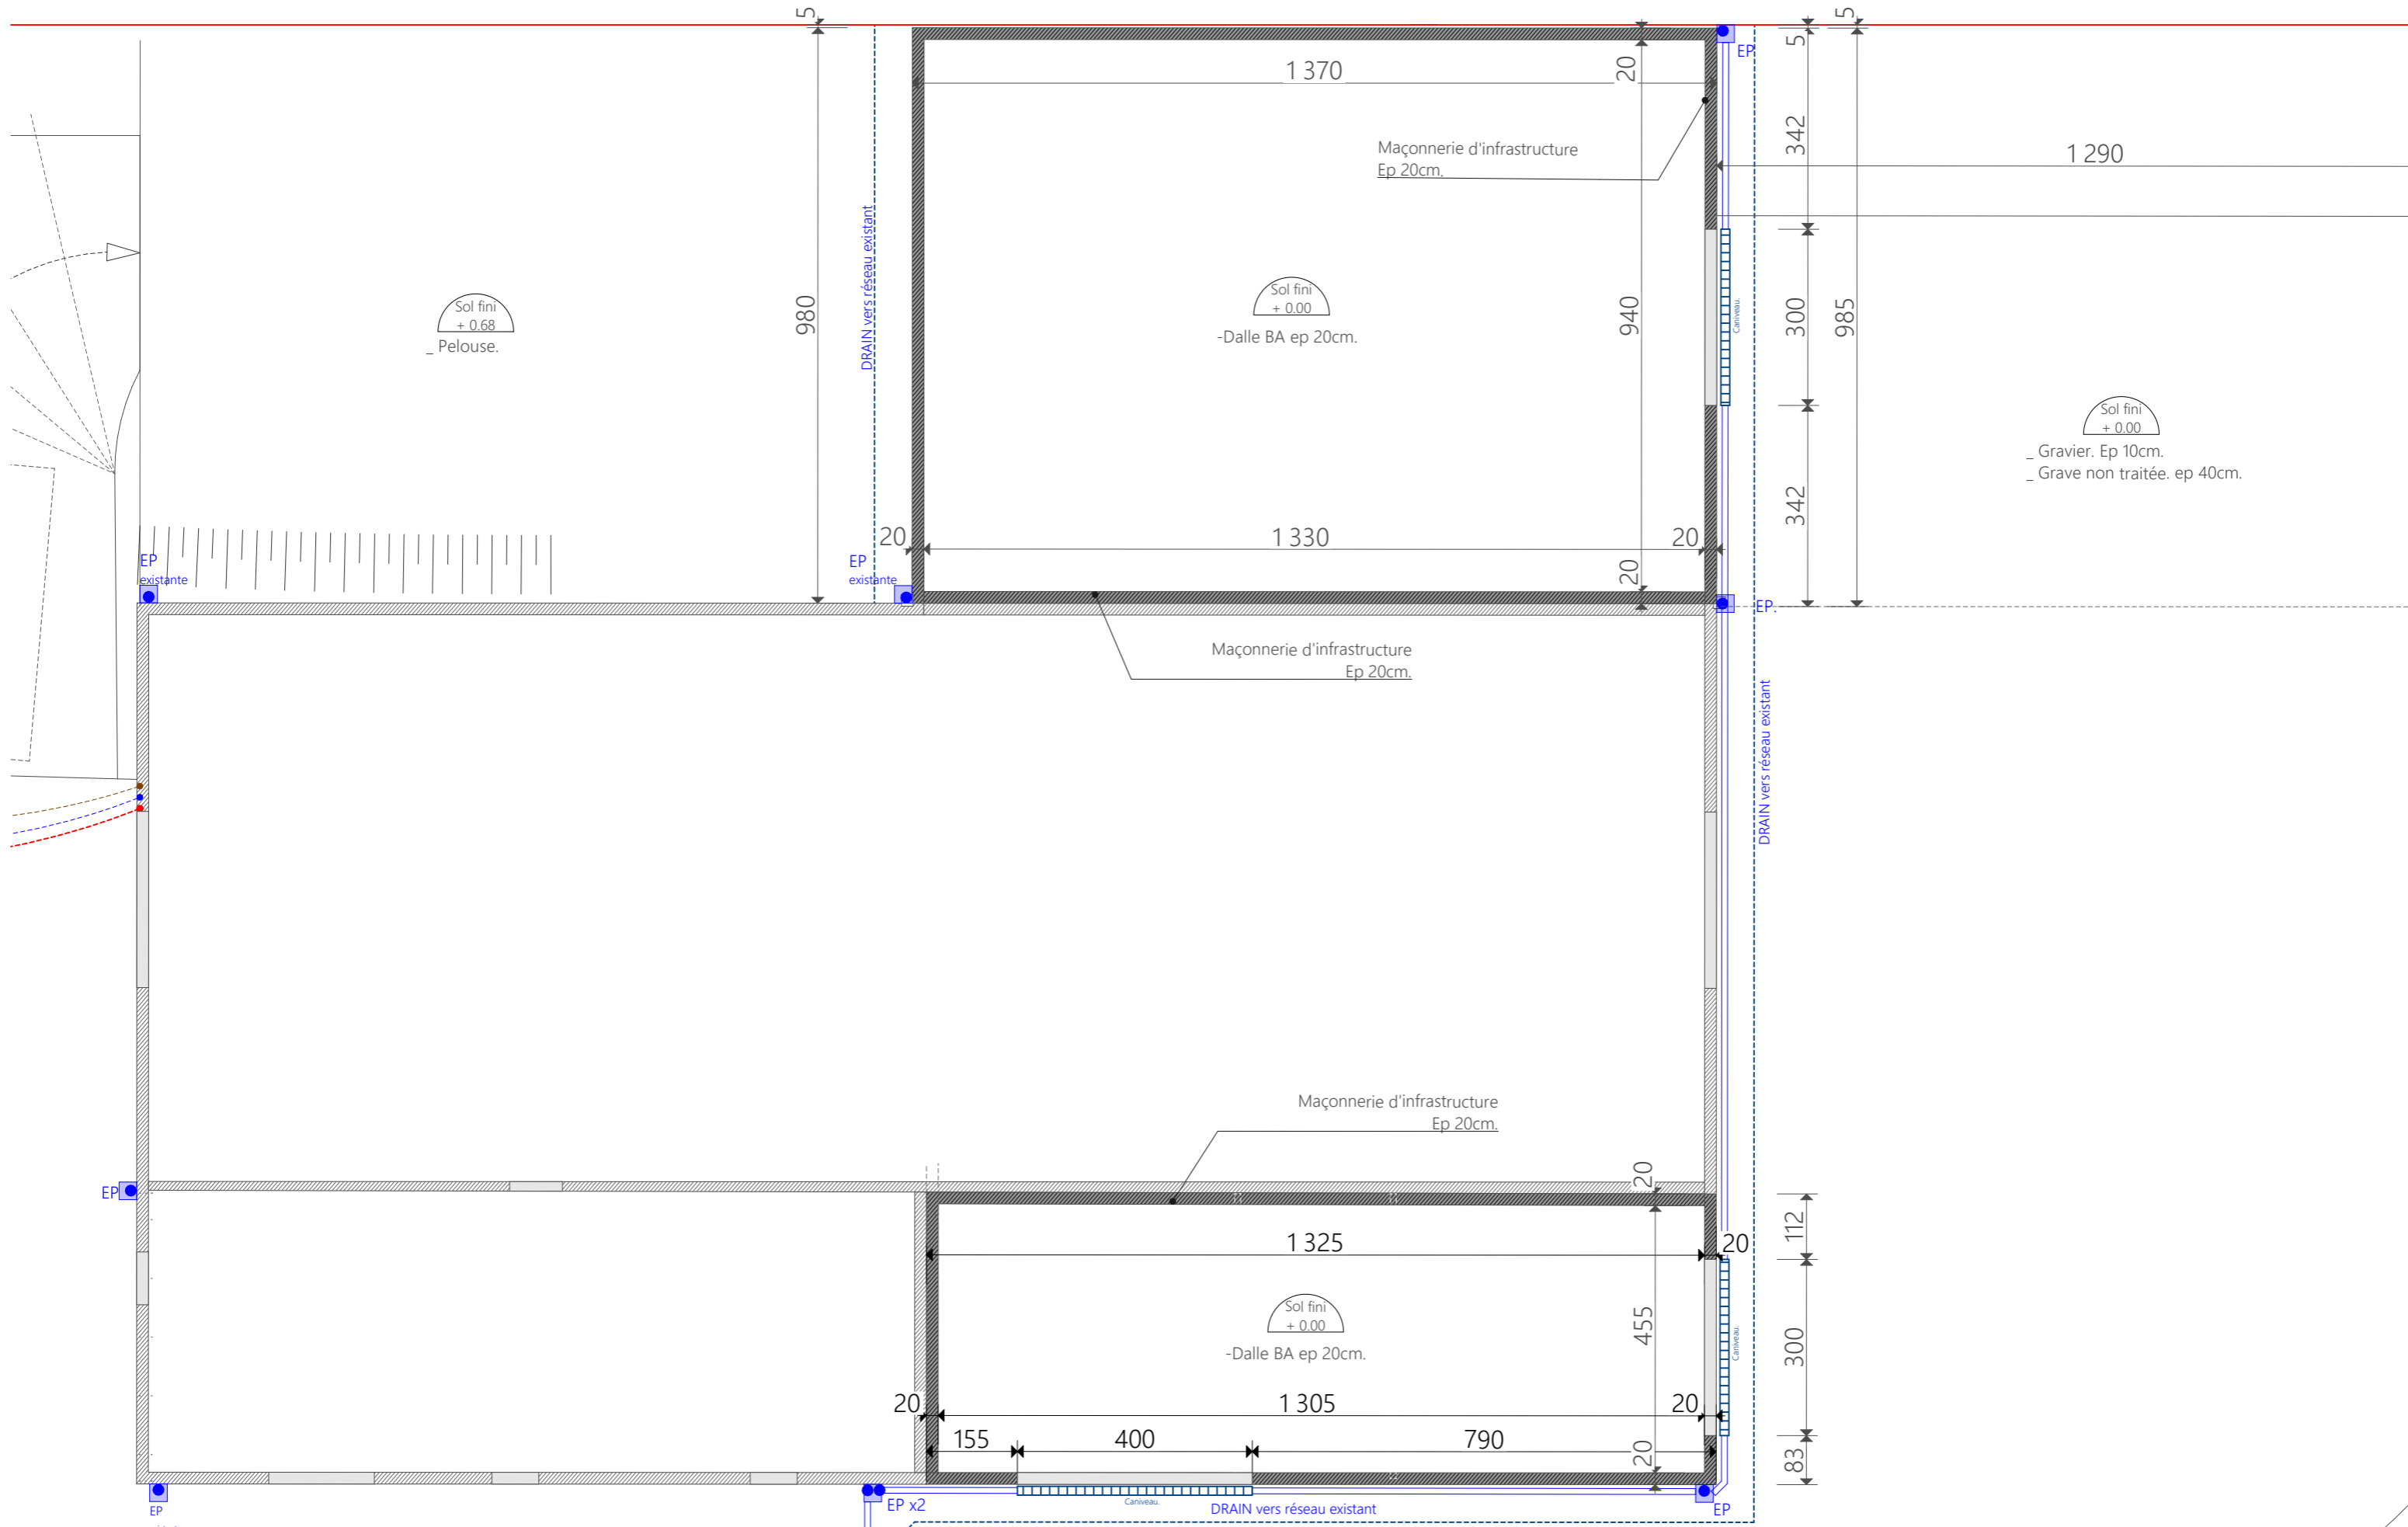 5
5
5
EP
1 370
20
342
Maçonnerie d'infrastructure
Ep 20cm.
1 290
DRAIN vers réseau existant
980
Sol fini
+ 0.68
_ Pelouse.
Sol fini
+ 0.00
-Dalle BA ep 20cm.
940
Caniveau.
300
985
Sol fini
+ 0.00
_ Gravier. Ep 10cm.
_ Grave non traitée. ep 40cm.
342
20
1 330
20
20
EP
existante
EP
existante
EP.
Maçonnerie d'infrastructure
Ep 20cm.
DRAIN vers réseau existant
Maçonnerie d'infrastructure
Ep 20cm.
EP
20
112
1 325
20
Sol fini
+ 0.00
-Dalle BA ep 20cm.
455
Caniveau.
300
20
1 305
20
155
400
790
20
83
EP
EP x2
Caniveau.
DRAIN vers réseau existant
EP